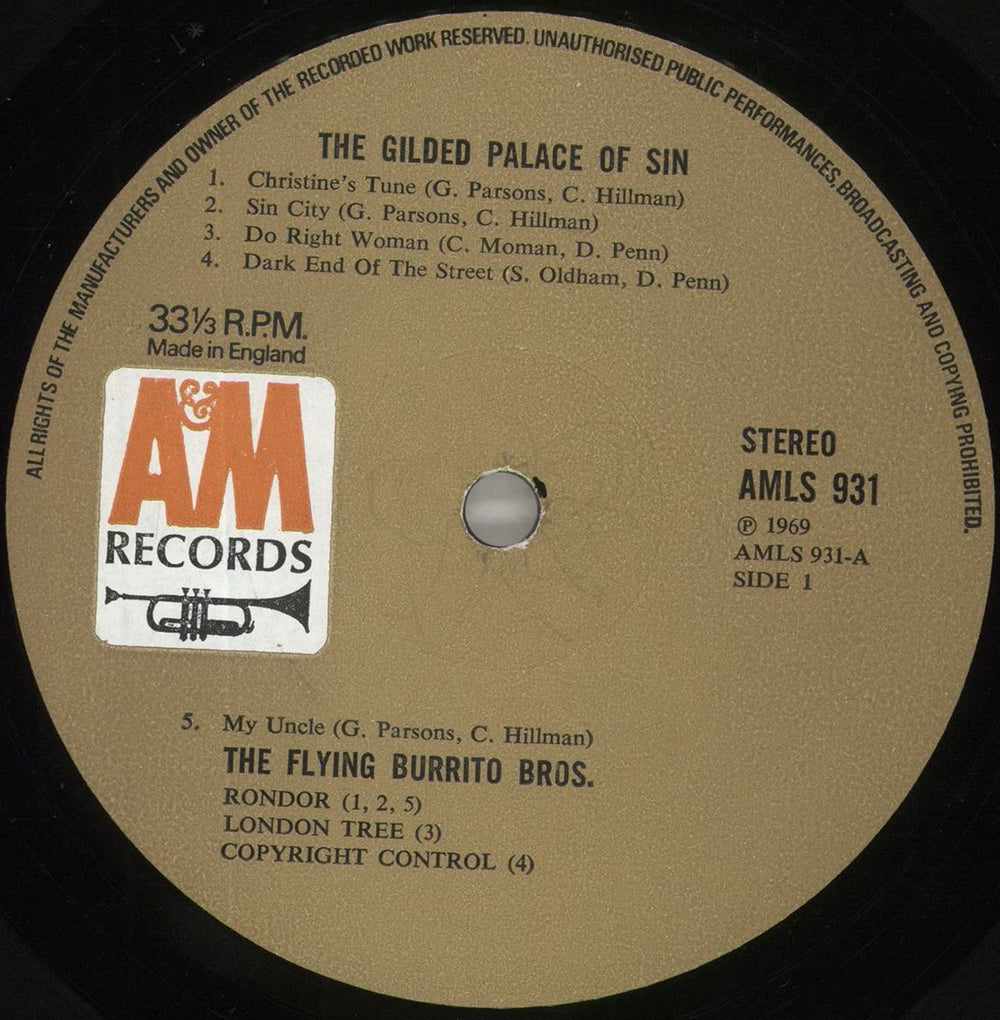 ALL RIGHTS OF THE MANUFACTURERS AND OWNER OF THE RECORDED WORK RESERVED. UNAUTHORISED PUBLIC PERFORMANCES, BROADCASTING AND COPYING PROHIBITED.
THE GILDED PALACE OF SIN
1. Christine's Tune (G. Parsons, C. Hillman)
2. Sin City (G. Parsons, C. Hillman)
3. Do Right Woman (C. Moman, D. Penn)
4. Dark End Of The Street (S. Oldham, D. Penn)
33⅓ R.P.M.
Made in England
A&M
RECORDS
STEREO
AMLS 931
℗ 1969
AMLS 931-A
SIDE 1
5. My Uncle (G. Parsons, C. Hillman)
THE FLYING BURRITO BROS.
RONDOR (1, 2, 5)
LONDON TREE (3)
COPYRIGHT CONTROL (4)